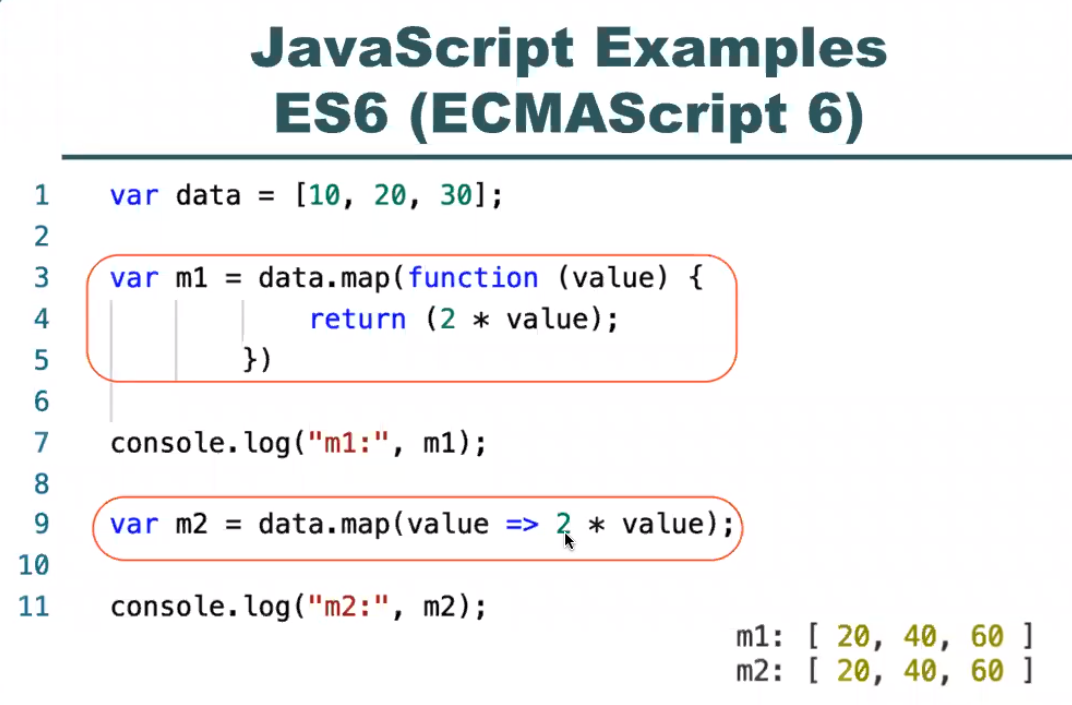 JavaScript Examples
ES6 (ECMAScript 6)
1 var data = [10, 20, 30];
2
3 var m1 = data.map(function (value) {
4 return (2 * value);
5 })
6
7 console.log("m1:", m1);
8
9 var m2 = data.map(value => 2 * value);
10
11 console.log("m2:", m2);
m1: [ 20, 40, 60 ]
m2: [ 20, 40, 60 ]